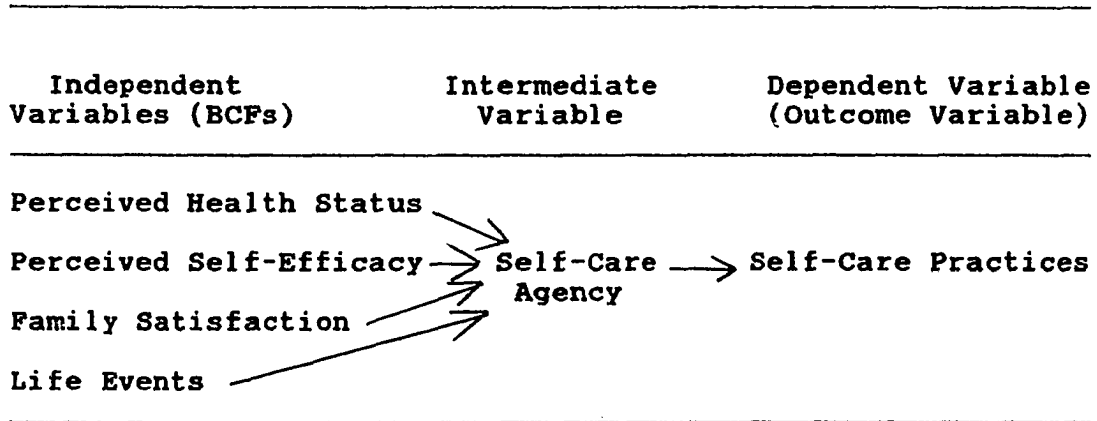 Independent Intermediate Dependent Variable
Variables (BCFs) Variable (Outcome Variable)
Perceived Health Status
Perceived Self-Efficacy Self-Care Self-Care Practices
Agency
Family Satisfaction
Life Events